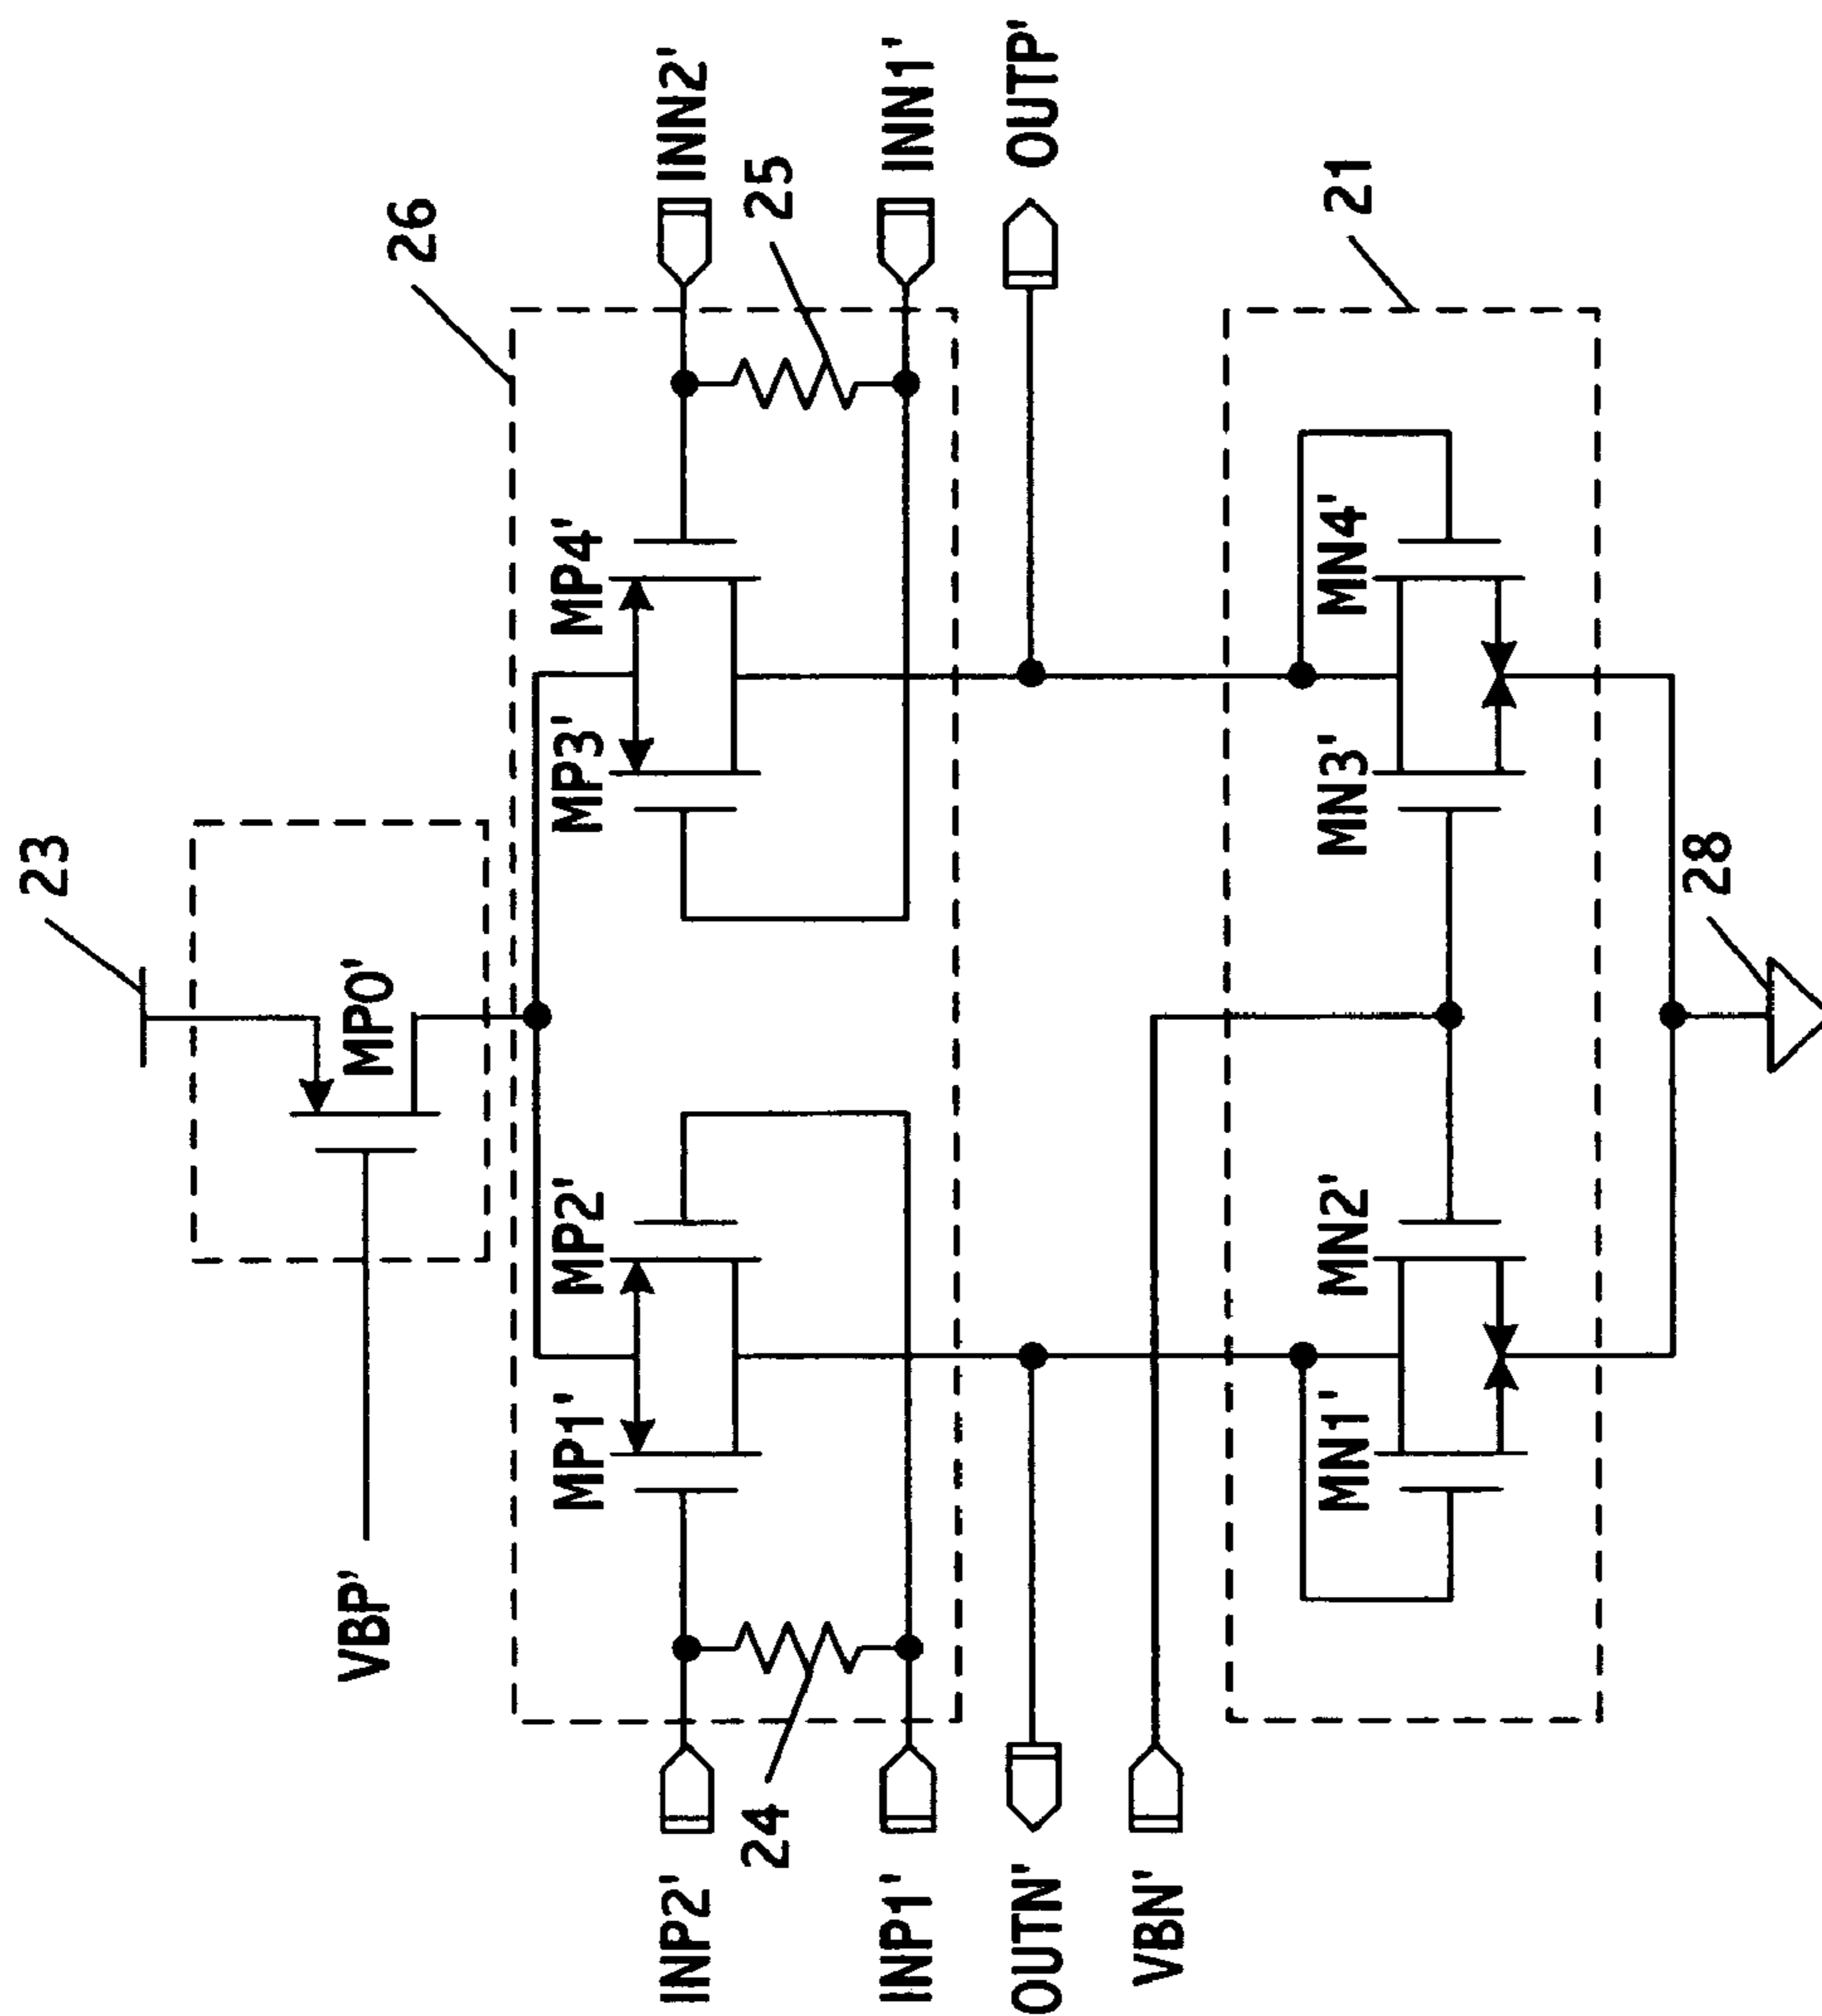 23
VBP'
MP0'
26
MP1'
MP2'
MP3'
MP4'
INP2'
INN2'
24
25
INP1'
INN1'
OUTN'
OUTP'
VBN'
21
MN1'
MN2'
MN3'
MN4'
28